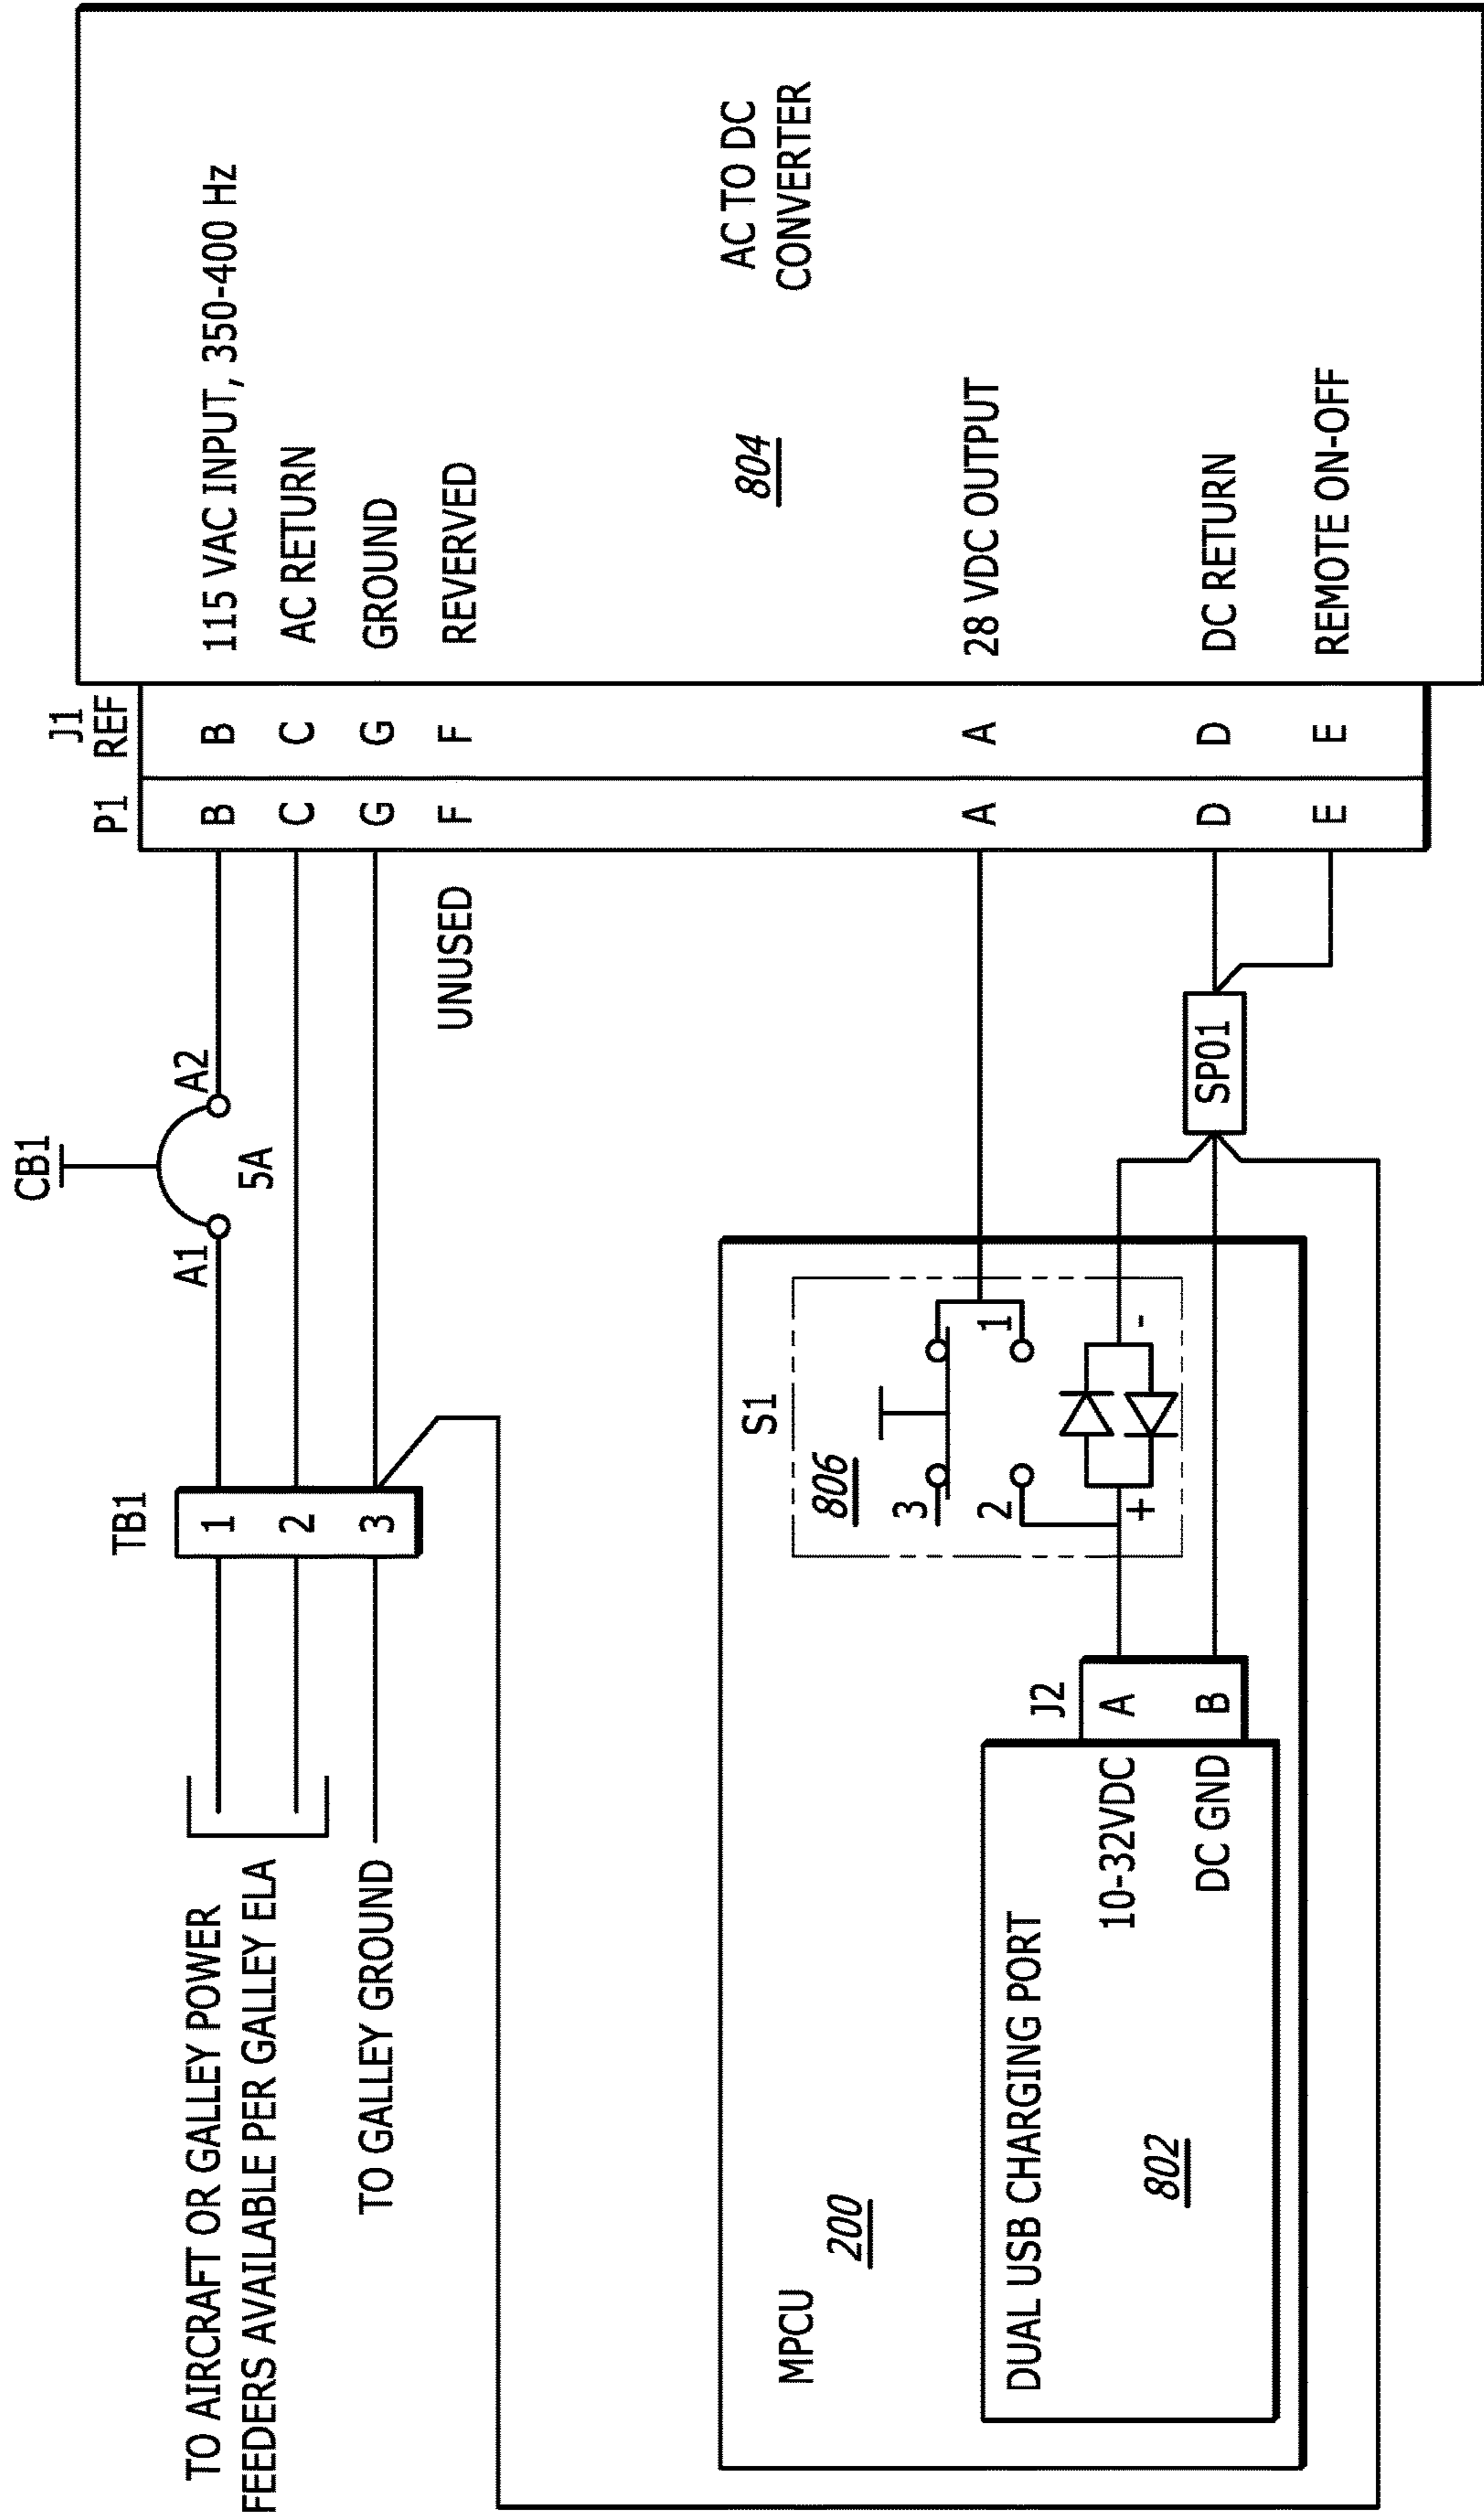 CB1
A1
A2
5A
TB1
1
2
3
TO AIRCRAFT OR GALLEY POWER
FEEDERS AVAILABLE PER GALLEY ELA
TO GALLEY GROUND
UNUSED
P1
B
C
G
F
A
D
E
J1
REF
B
C
G
F
A
D
E
115 VAC INPUT, 350-400 Hz
AC RETURN
GROUND
REVERVED
AC TO DC
CONVERTER
804
28 VDC OUTPUT
DC RETURN
REMOTE ON-OFF
SP01
MPCU
200
S1
806
3
1
2
+
-
J2
A
B
DUAL USB CHARGING PORT
10-32VDC
DC GND
802